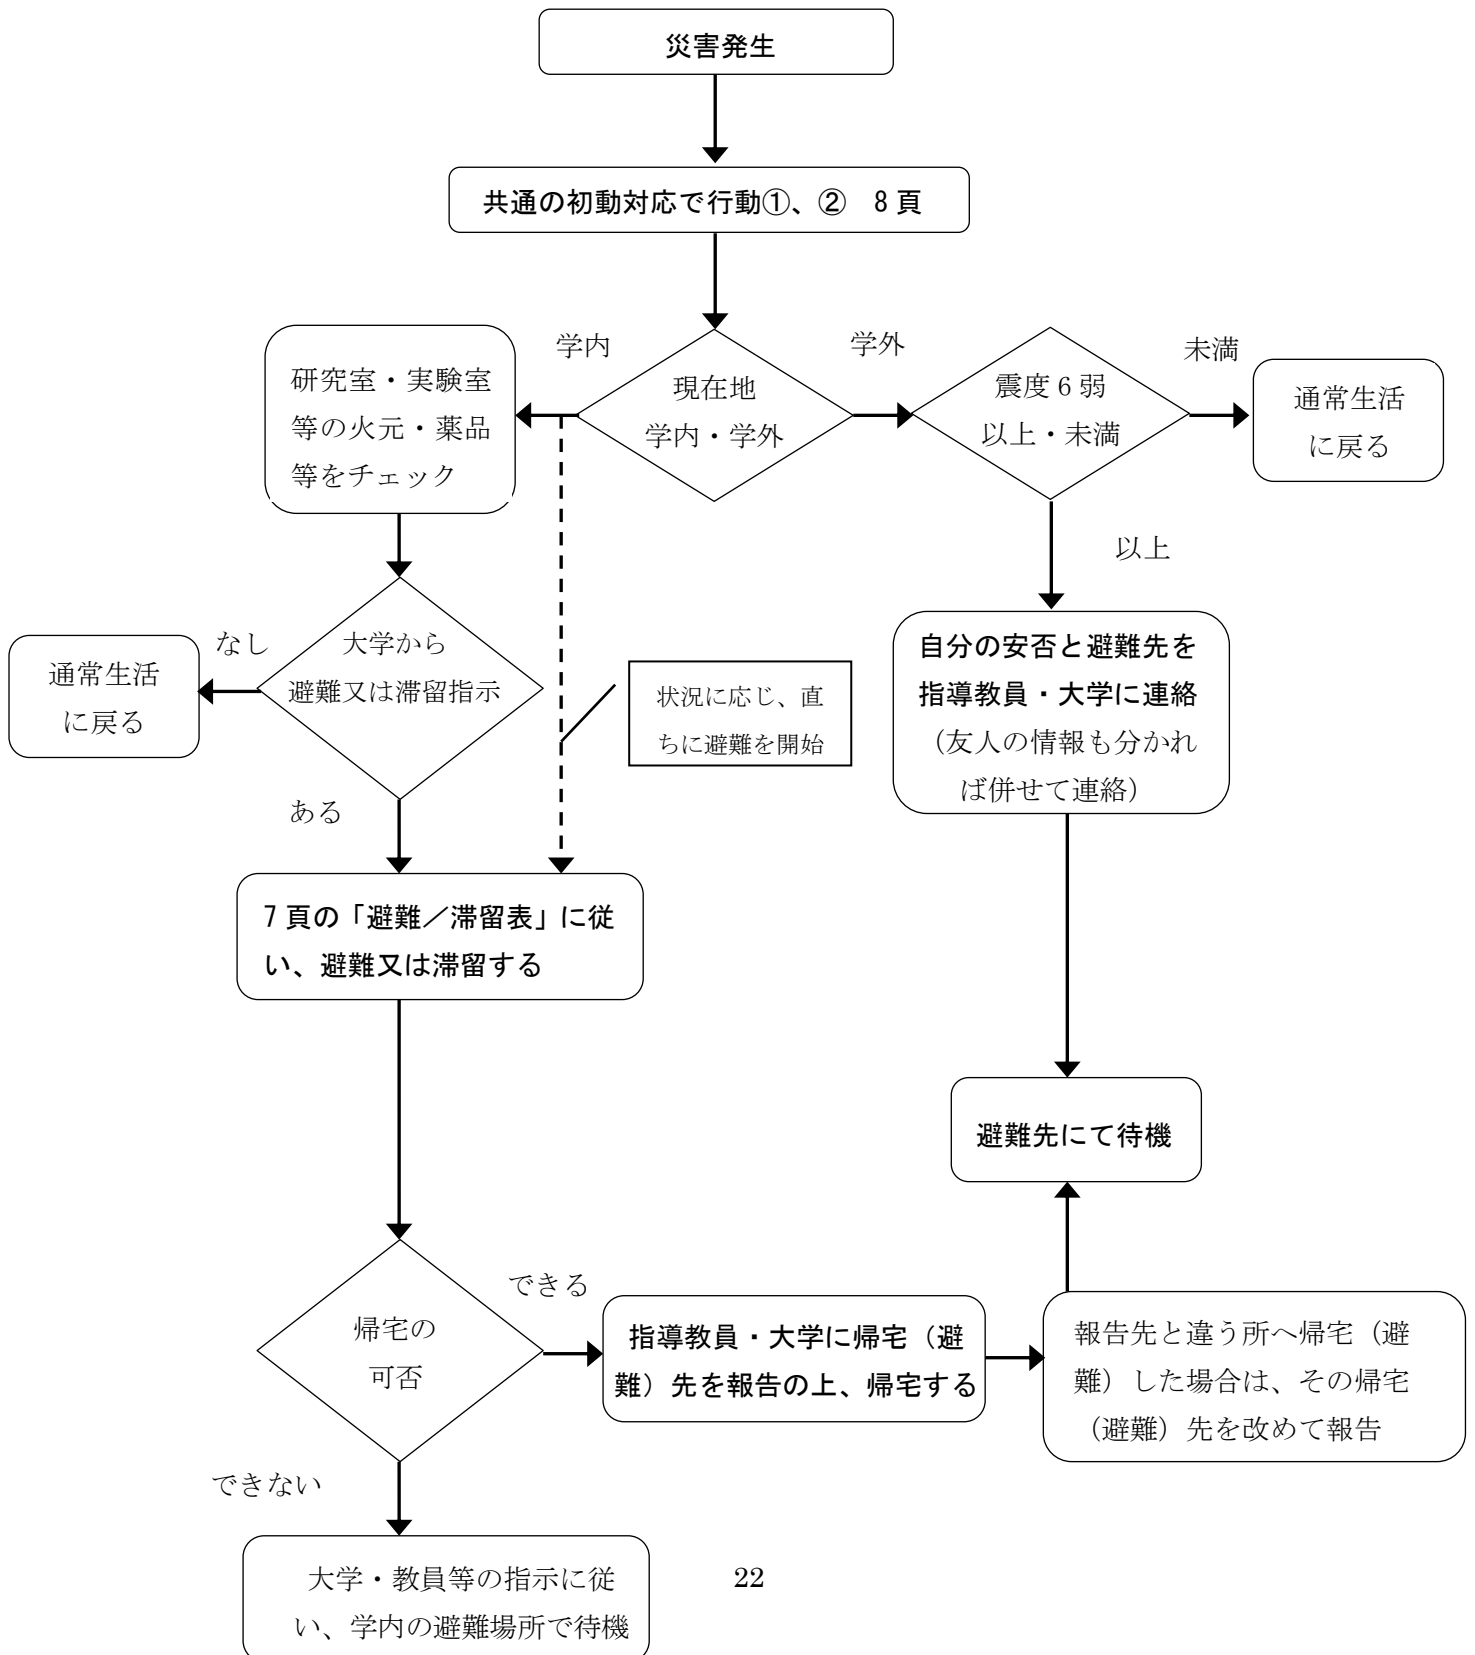 災害発生
共通の初動対応で行動①、② 8頁
学内
学外
未満
現在地
学内・学外
震度6弱
以上・未満
通常生活
に戻る
研究室・実験室
等の火元・薬品
等をチェック
以上
なし
大学から
避難又は滞留指示
通常生活
に戻る
状況に応じ、直
ちに避難を開始
自分の安否と避難先を
指導教員・大学に連絡
（友人の情報も分かれ
ば併せて連絡）
ある
7頁の「避難／滞留表」に従
い、避難又は滞留する
避難先にて待機
帰宅の
可否
できる
指導教員・大学に帰宅（避
難）先を報告の上、帰宅する
報告先と違う所へ帰宅（避
難）した場合は、その帰宅
（避難）先を改めて報告
できない
大学・教員等の指示に従
い、学内の避難場所で待機
22